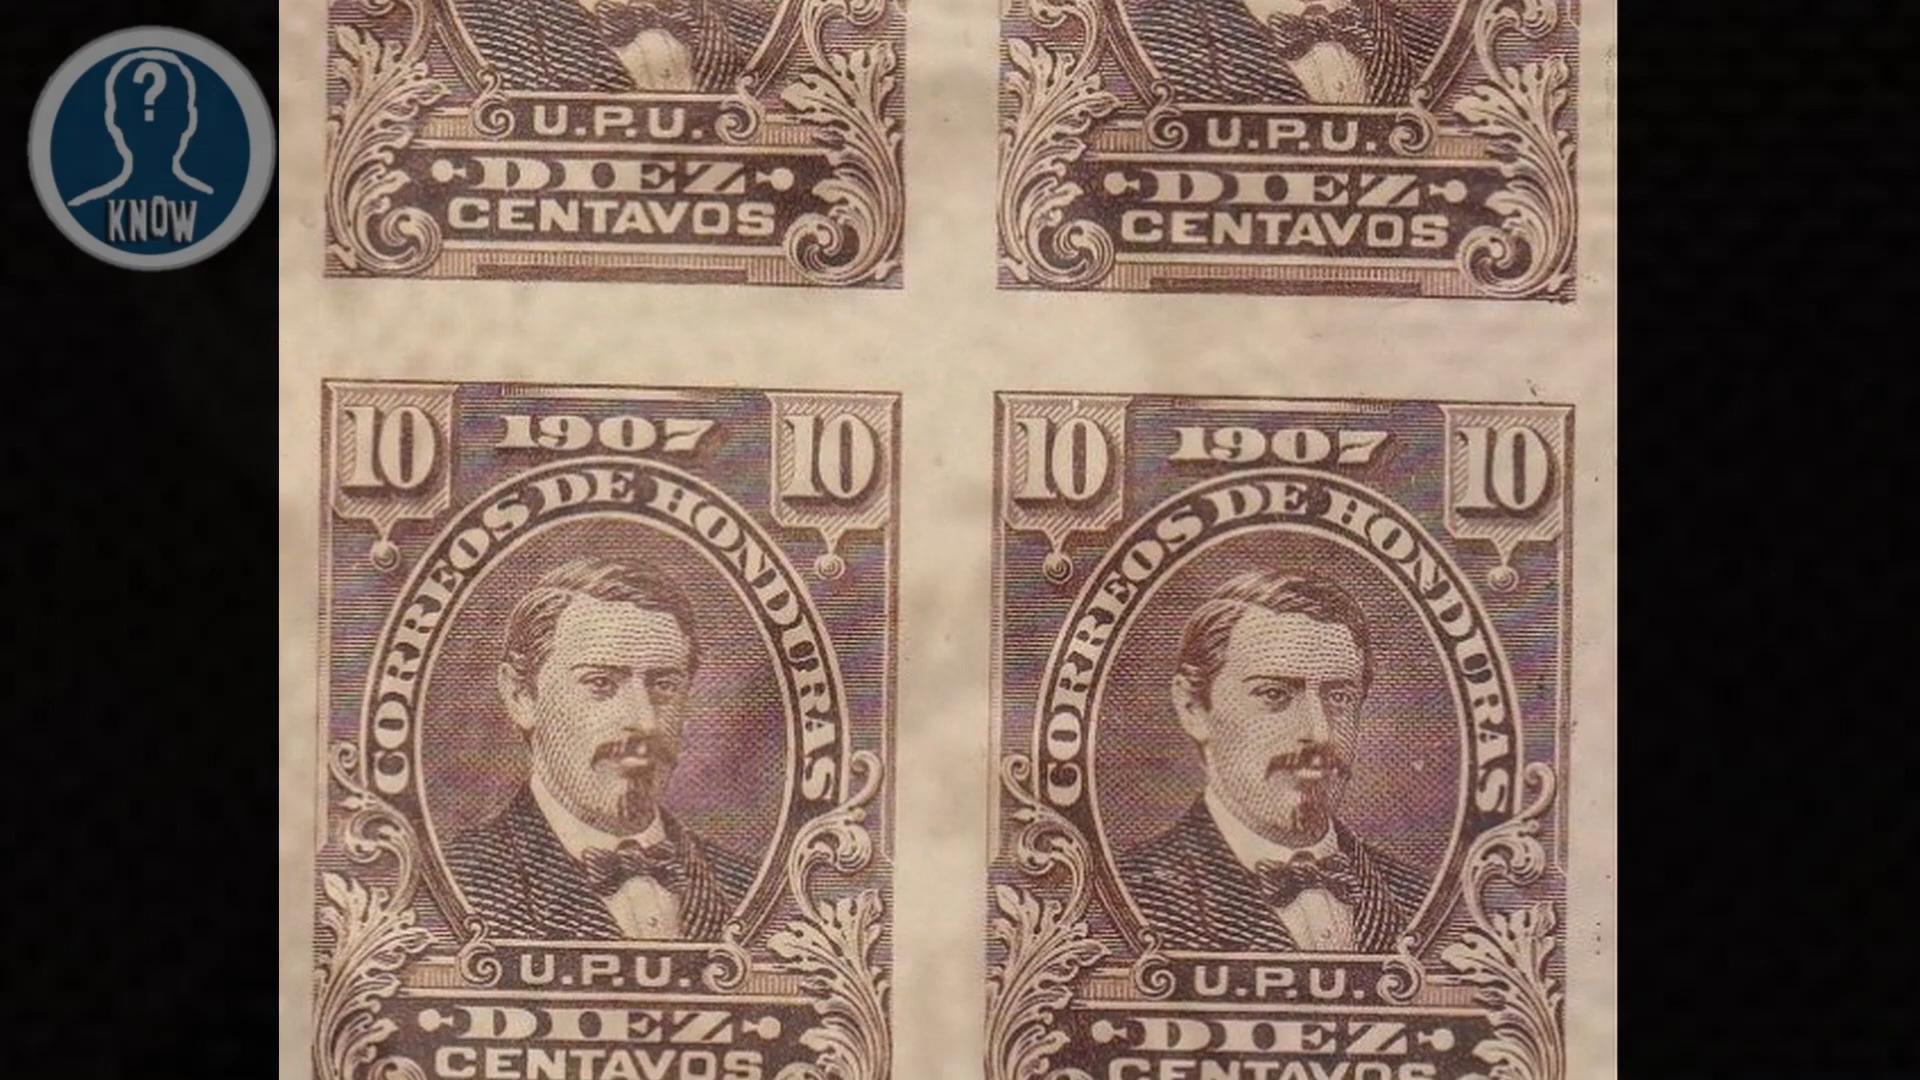 ?
KNOW
U.P.U.
DIEZ
CENTAVOS
U.P.U.
DIEZ
CENTAVOS
10 1907 10
CORREOS DE HONDURAS
U.P.U.
DIEZ
CENTAVOS
10 1907 10
CORREOS DE HONDURAS
U.P.U.
DIEZ
CENTAVOS